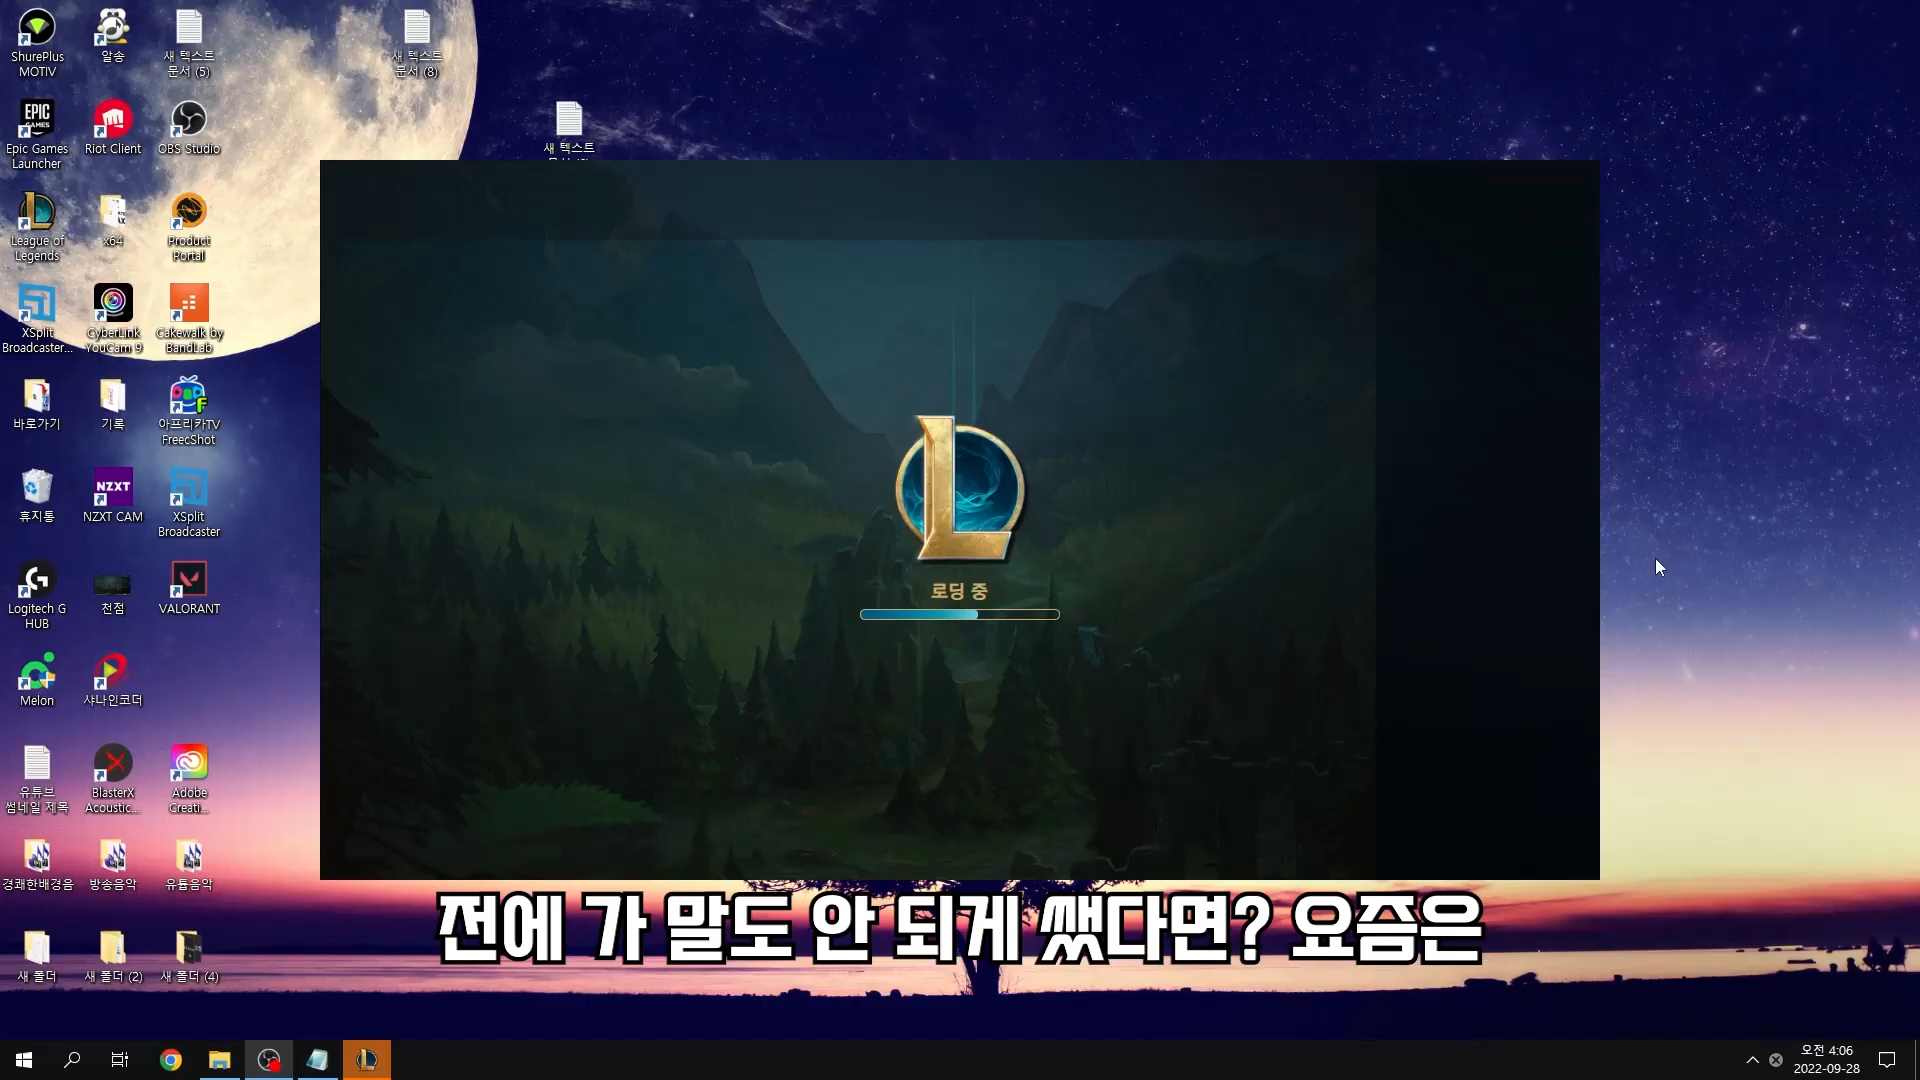 ShurePlus
MOTIV
알송
새 텍스트
문서 (5)
새 텍스트
문서 (8)
EPIC
GAMES
Epic Games
Launcher
Riot Client
OBS Studio
새 텍스트
League of
Legends
x64
Product
Portal
XSplit
Broadcaster...
CyberLink
YouCam 9
Cakewalk by
BandLab
바로가기
기록
아프리카TV
FreecShot
휴지통
NZXT
NZXT CAM
XSplit
Broadcaster
Logitech G
HUB
천점
VALORANT
로딩 중
Melon
샤나인코더
유튜브
썸네일 제목
BlasterX
Acoustic...
Adobe
Creati...
경쾌한배경음
방송음악
유튭음악
전에 가 말도 안 되게 쌨다면? 요즘은
새 폴더
새 폴더 (2)
새 폴더 (4)
오전 4:06
2022-09-28